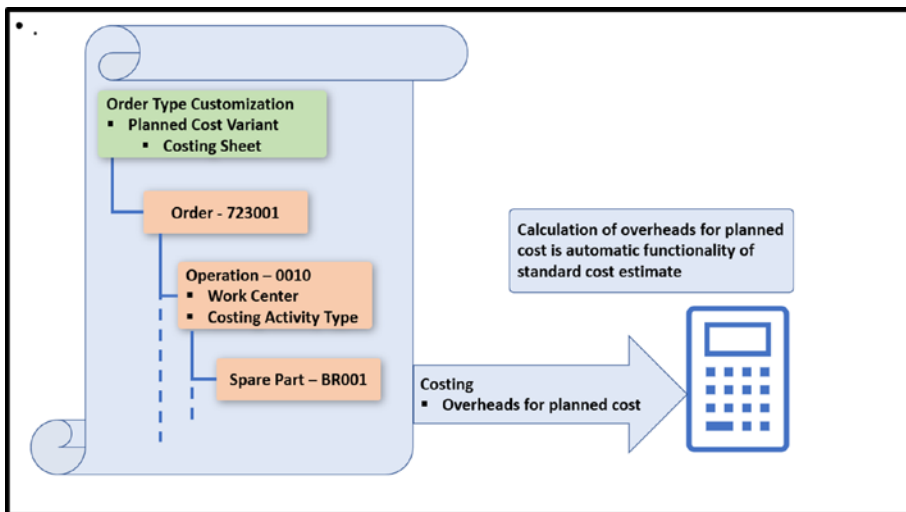 Order Type Customization
▪ Planned Cost Variant
▪ Costing Sheet
Order - 723001
Operation – 0010
▪ Work Center
▪ Costing Activity Type
Spare Part – BR001
Calculation of overheads for planned
cost is automatic functionality of
standard cost estimate
Costing
▪ Overheads for planned cost